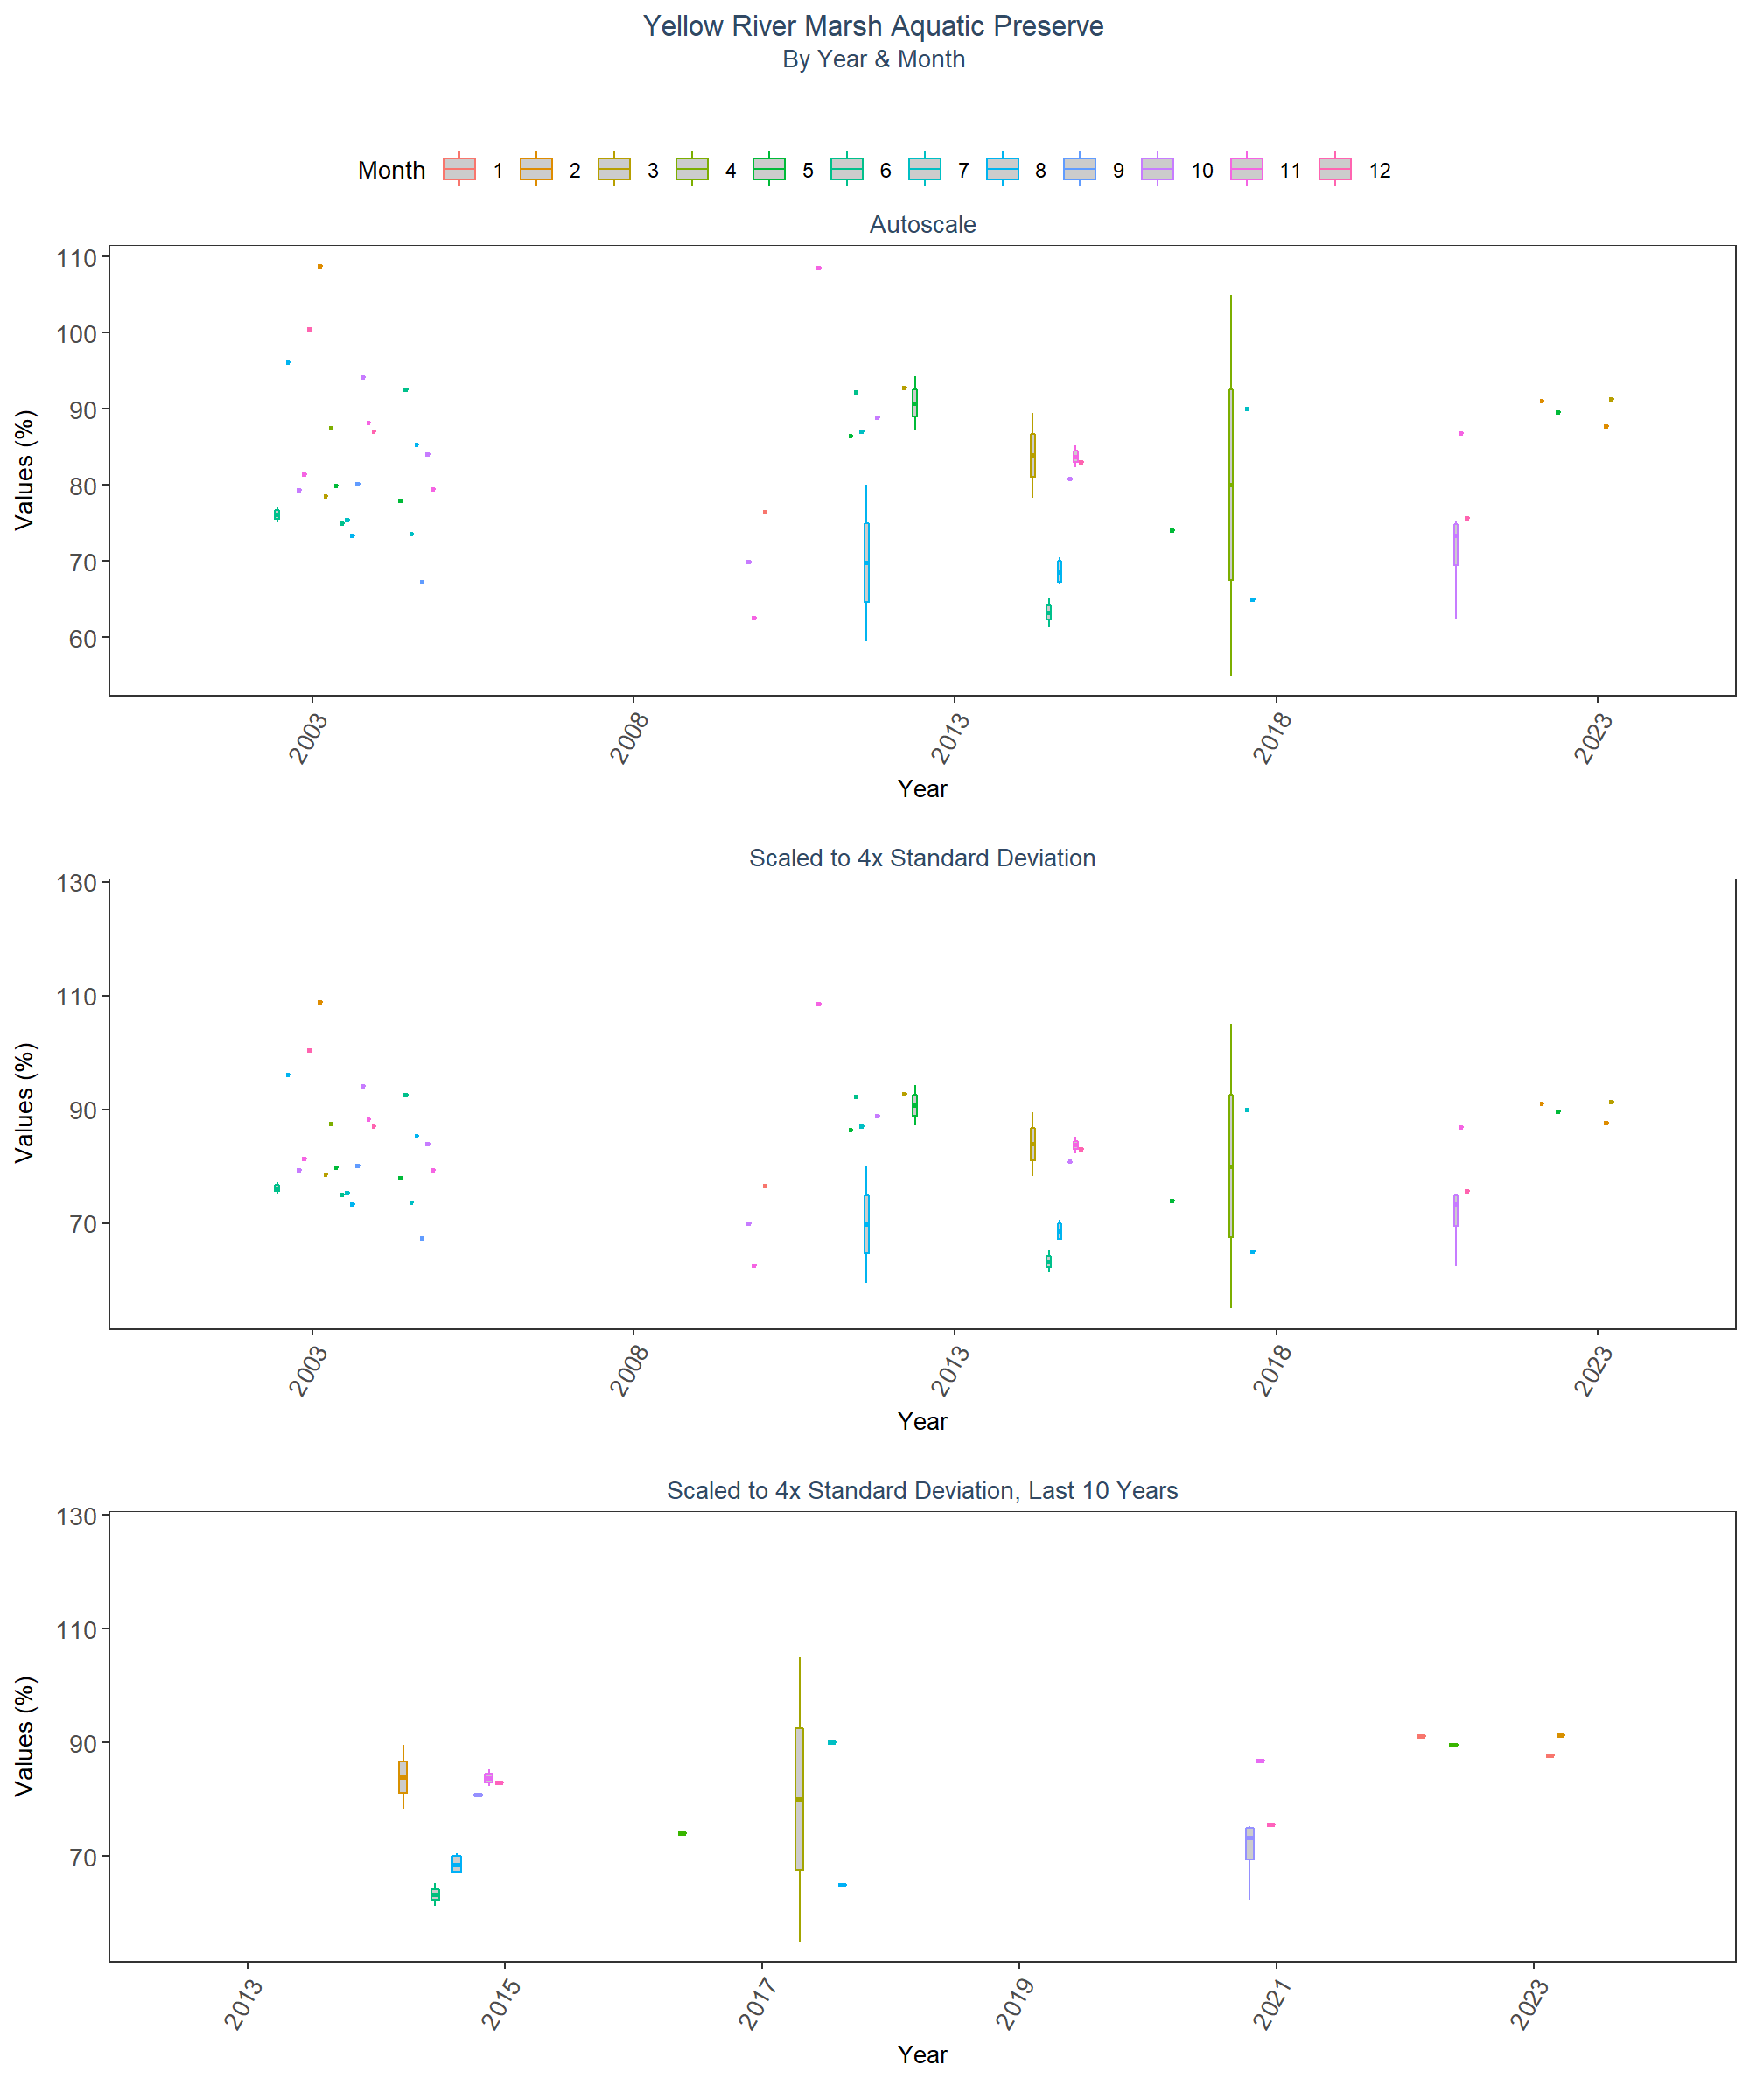 Yellow River Marsh Aquatic Preserve
By Year & Month
Month 1 2 3 4 5 6 7 8 9 10 11 12
Autoscale
Values (%)
110
100
90
80
70
60
2003 2008 2013 2018 2023
Year
Scaled to 4x Standard Deviation
Values (%)
130
110
90
70
2003 2008 2013 2018 2023
Year
Scaled to 4x Standard Deviation, Last 10 Years
Values (%)
130
110
90
70
2013 2015 2017 2019 2021 2023
Year